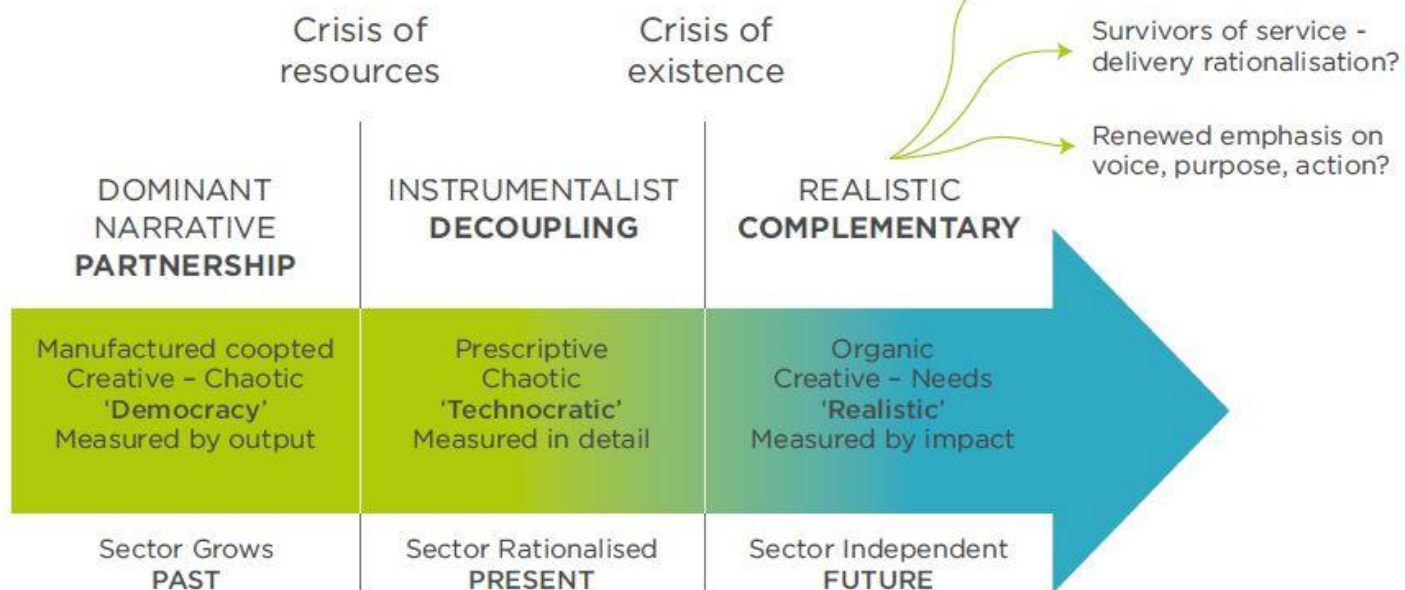 Crisis of
resources
Crisis of
existence
Survivors of service -
delivery rationalisation?
Renewed emphasis on
voice, purpose, action?
DOMINANT
NARRATIVE
PARTNERSHIP
INSTRUMENTALIST
DECOUPLING
REALISTIC
COMPLEMENTARY
Manufactured coopted
Creative – Chaotic
‘Democracy’
Measured by output
Prescriptive
Chaotic
‘Technocratic’
Measured in detail
Organic
Creative – Needs
‘Realistic’
Measured by impact
Sector Grows
PAST
Sector Rationalised
PRESENT
Sector Independent
FUTURE